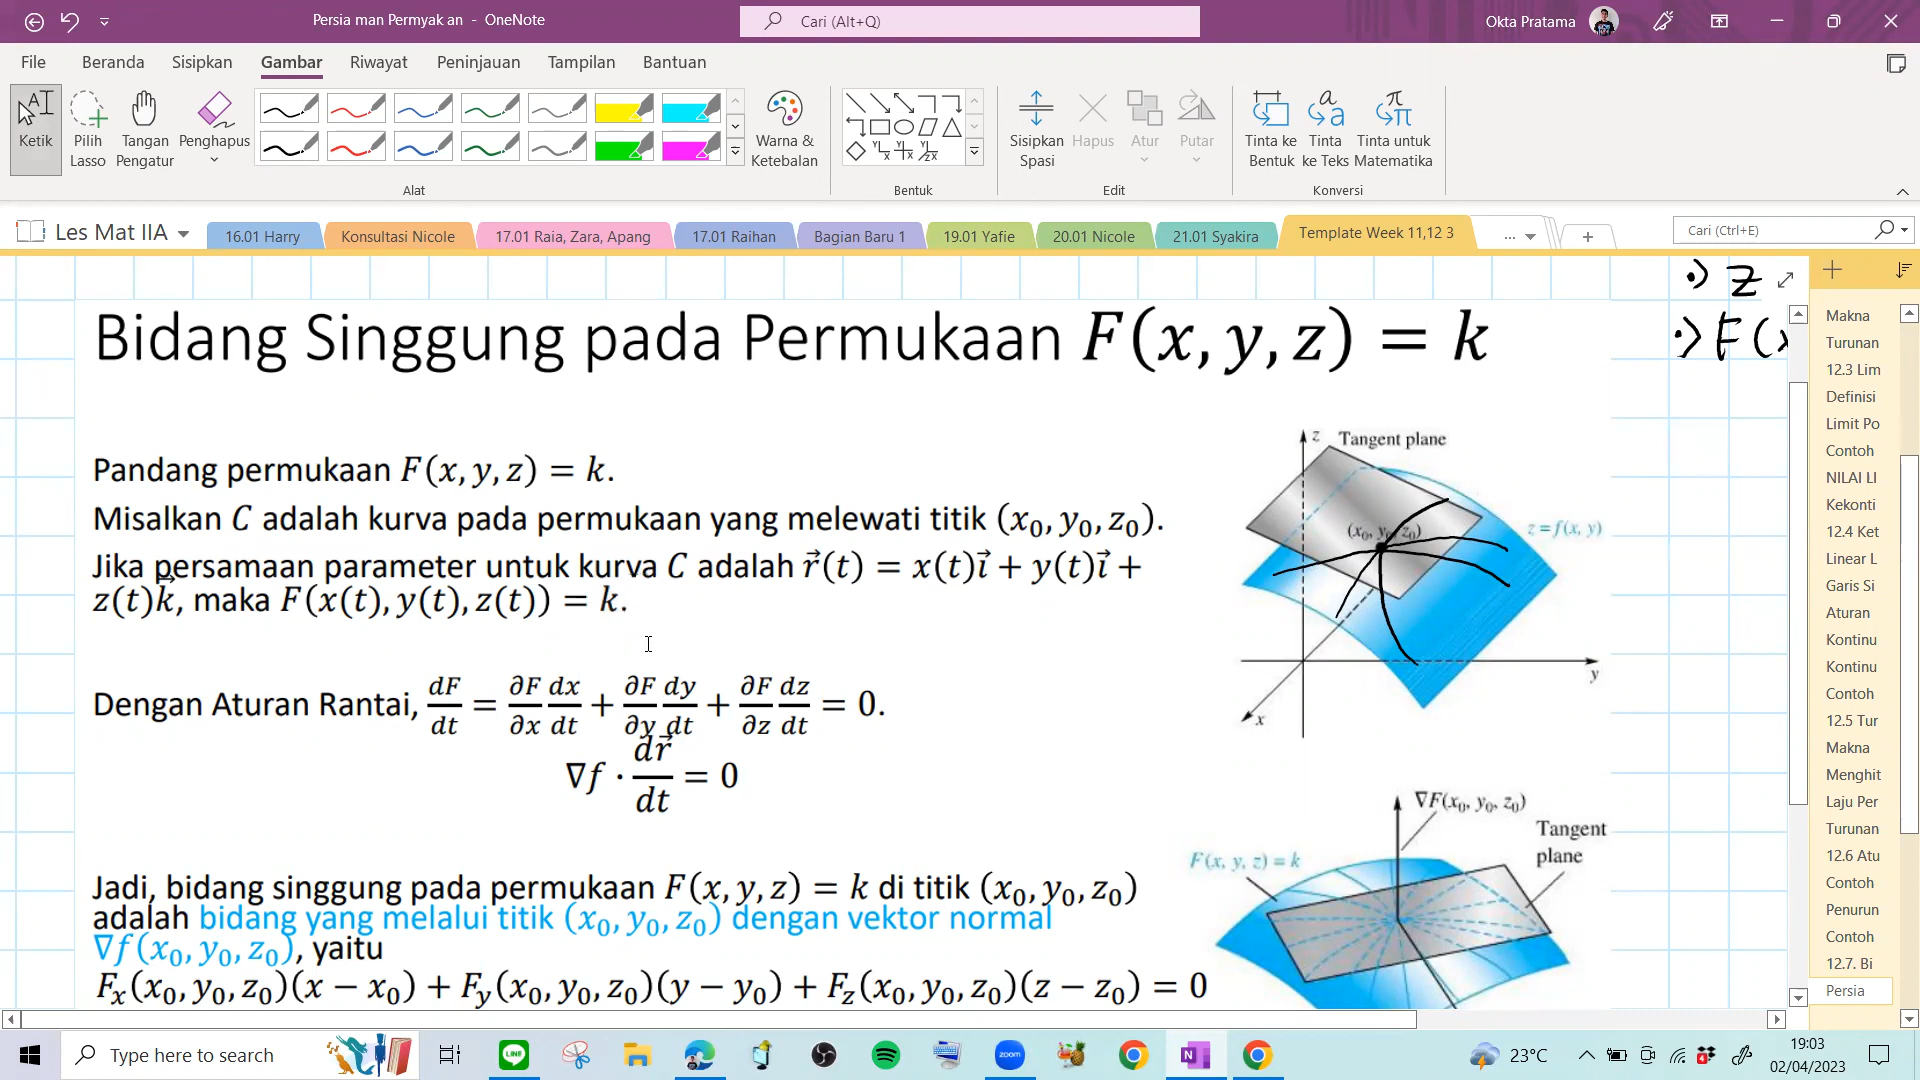 Persia man Permyak an - OneNote
Cari (Alt+Q)
Okta Pratama
File Beranda Sisipkan Gambar Riwayat Peninjauan Tampilan Bantuan
Ketik
Pilih Lasso
Tangan Pengatur
Penghapus
Warna & Ketebalan
Sisipkan Spasi
Hapus
Atur
Putar
Tinta ke Bentuk
Tinta ke Teks
Tinta untuk Matematika
Alat Bentuk Edit Konversi
Les Mat IIA
16.01 Harry
Konsultasi Nicole
17.01 Raia, Zara, Apang
17.01 Raihan
Bagian Baru 1
19.01 Yafie
20.01 Nicole
21.01 Syakira
Template Week 11,12 3
...
Cari (Ctrl+E)
•) z
•) F(x
Bidang Singgung pada Permukaan F(x, y, z) = k
Pandang permukaan F(x, y, z) = k.
Misalkan C adalah kurva pada permukaan yang melewati titik (x₀, y₀, z₀).
Jika persamaan parameter untuk kurva C adalah r⃗(t) = x(t)i⃗ + y(t)i⃗ +
z(t)k⃗, maka F(x(t), y(t), z(t)) = k.
Dengan Aturan Rantai, dF/dt = ∂F/∂x dx/dt + ∂F/∂y dy/dt + ∂F/∂z dz/dt = 0.
∇f · dr⃗/dt = 0
Jadi, bidang singgung pada permukaan F(x, y, z) = k di titik (x₀, y₀, z₀)
adalah bidang yang melalui titik (x₀, y₀, z₀) dengan vektor normal
∇f(x₀, y₀, z₀), yaitu
Fₓ(x₀, y₀, z₀)(x − x₀) + F_y(x₀, y₀, z₀)(y − y₀) + F_z(x₀, y₀, z₀)(z − z₀) = 0
z Tangent plane
(x₀, y₀, z₀)
z = f(x, y)
y
x
∇F(x₀, y₀, z₀)
Tangent
plane
F(x, y, z) = k
Makna
Turunan
12.3 Lim
Definisi
Limit Po
Contoh
NILAI LI
Kekonti
12.4 Ket
Linear L
Garis Si
Aturan
Kontinu
Kontinu
Contoh
12.5 Tur
Makna
Menghit
Laju Per
Turunan
12.6 Atu
Contoh
Penurun
Contoh
12.7. Bi
Persia
Type here to search
LINE
zoom
N
23°C
4
19:03
02/04/2023